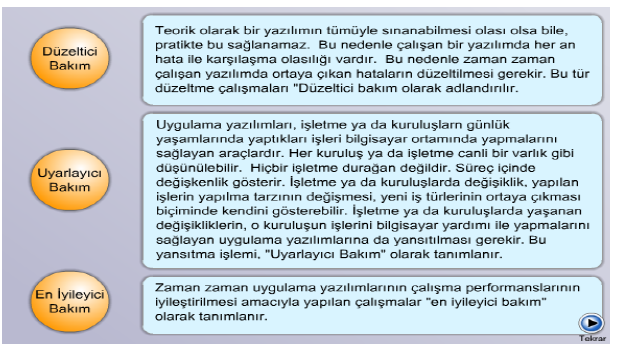 Düzeltici
Bakım
Teorik olarak bir yazılımın tümüyle sınanabilmesi olası olsa bile,
pratikte bu sağlanamaz. Bu nedenle çalışan bir yazılımda her an
hata ile karşılaşma olasılığı vardır. Bu nedenle zaman zaman
çalışan yazılımda ortaya çıkan hataların düzeltilmesi gerekir. Bu tür
düzeltme çalışmaları "Düzeltici bakım olarak adlandırılır.
Uyarlayıcı
Bakım
Uygulama yazılımları, işletme ya da kuruluşlarn günlük
yaşamlarında yaptıkları işleri bilgisayar ortamında yapmalarını
sağlayan araçlardır. Her kuruluş ya da işletme canli bir varlık gibi
düşünülebilir. Hiçbir işletme durağan değildir. Süreç içinde
değişkenlik gösterir. İşletme ya da kuruluşlarda değişiklik, yapılan
işlerin yapılma tarzının değişmesi, yeni iş türlerinin ortaya çıkması
biçiminde kendini gösterebilir. İşletme ya da kuruluşlarda yaşanan
değişikliklerin, o kuruluşun işlerini bilgisayar yardımı ile yapmalarını
sağlayan uygulama yazılımlarına da yansıtılması gerekir. Bu
yansıtma işlemi, "Uyarlayıcı Bakım" olarak tanımlanır.
En İyileyici
Bakım
Zaman zaman uygulama yazılımlarının çalışma performanslarının
iyileştirilmesi amacıyla yapılan çalışmalar "en iyileyici bakım"
olarak tanımlanır.
Tekrar